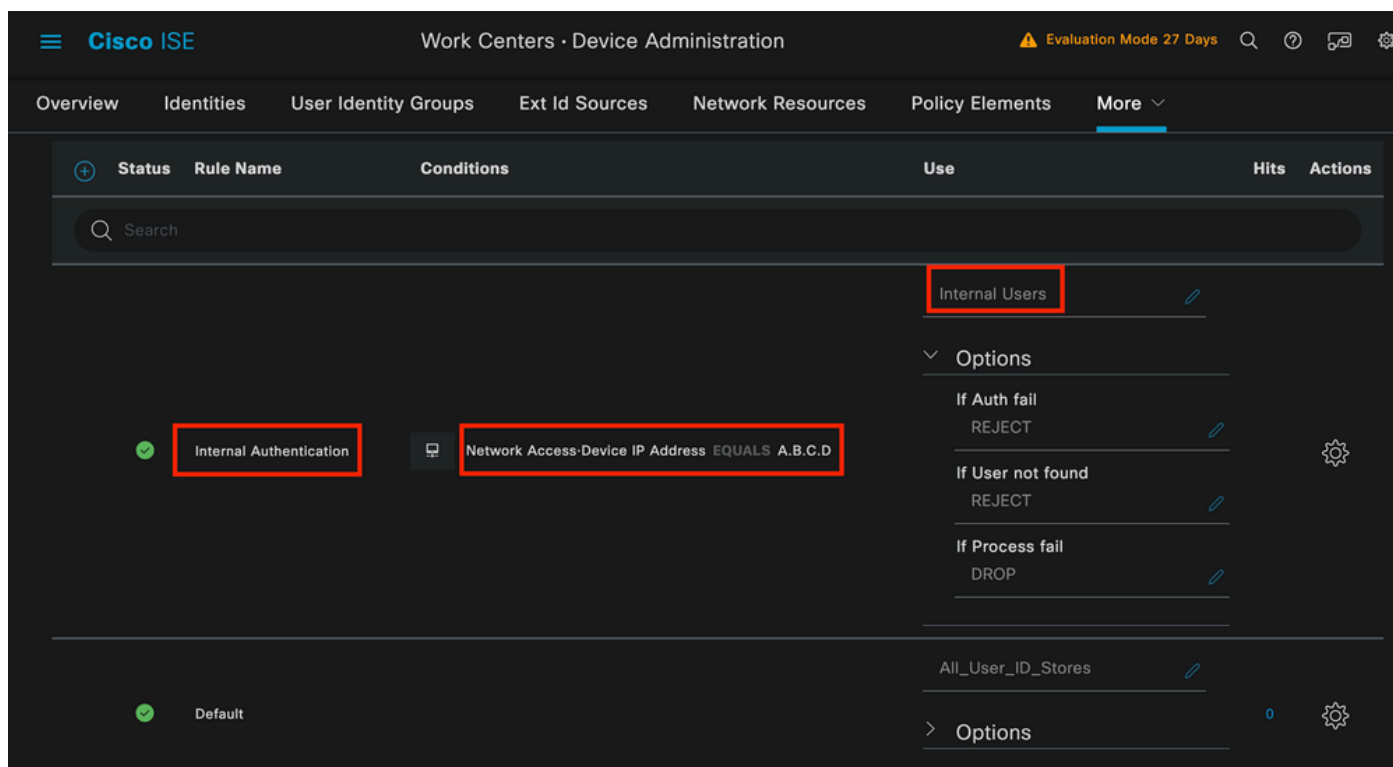 Cisco ISE Work Centers · Device Administration Evaluation Mode 27 Days
Overview Identities User Identity Groups Ext Id Sources Network Resources Policy Elements More
Status Rule Name Conditions Use Hits Actions
Search
Internal Users
Options
If Auth fail
REJECT
Internal Authentication Network Access·Device IP Address EQUALS A.B.C.D
If User not found
REJECT
If Process fail
DROP
All_User_ID_Stores
Default 0
Options